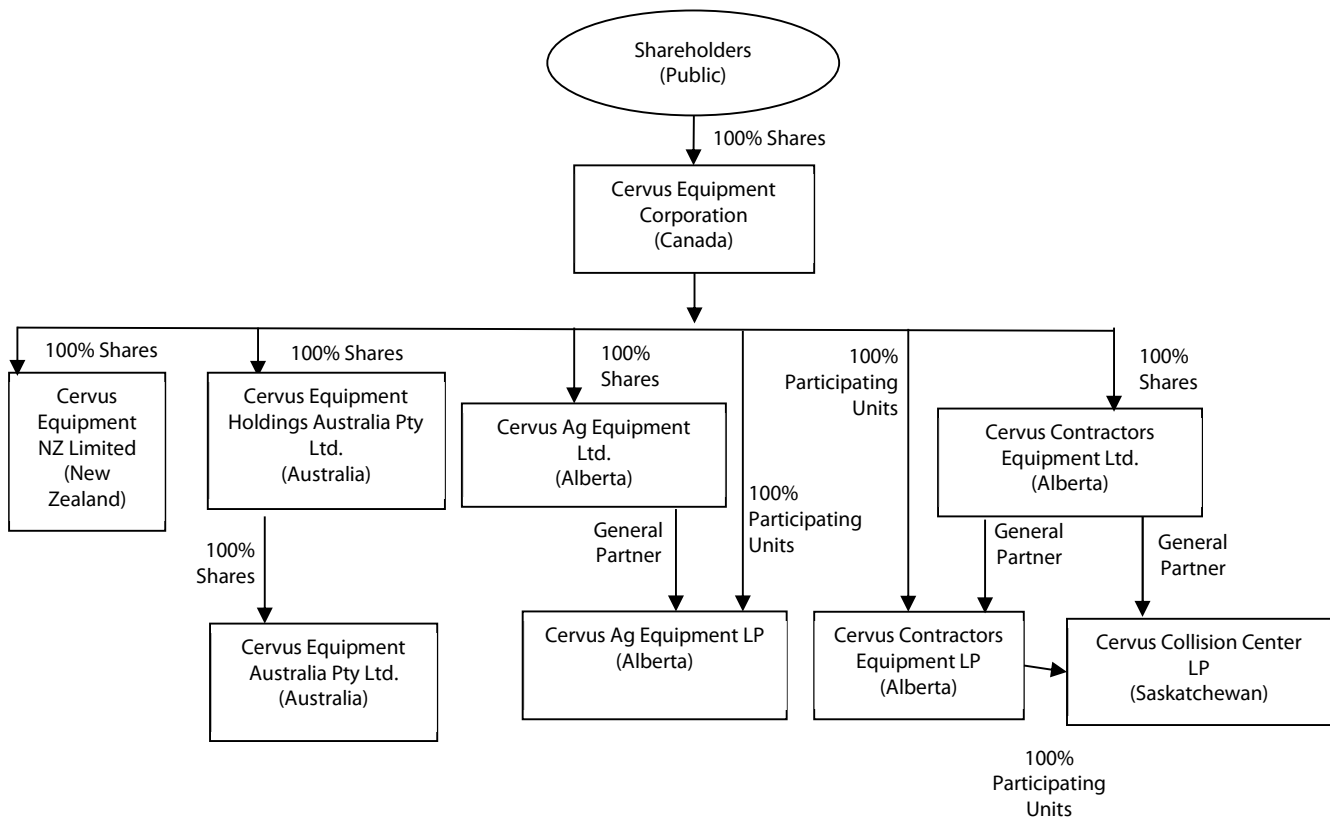 Shareholders
(Public)
100% Shares
Cervus Equipment
Corporation
(Canada)
100% Shares
100% Shares
100%
Shares
100%
Participating
Units
100%
Shares
Cervus
Equipment
NZ Limited
(New
Zealand)
Cervus Equipment
Holdings Australia Pty
Ltd.
(Australia)
Cervus Ag Equipment
Ltd.
(Alberta)
Cervus Contractors
Equipment Ltd.
(Alberta)
100%
Shares
General
Partner
100%
Participating
Units
General
Partner
General
Partner
Cervus Equipment
Australia Pty Ltd.
(Australia)
Cervus Ag Equipment LP
(Alberta)
Cervus Contractors
Equipment LP
(Alberta)
Cervus Collision Center
LP
(Saskatchewan)
100%
Participating
Units